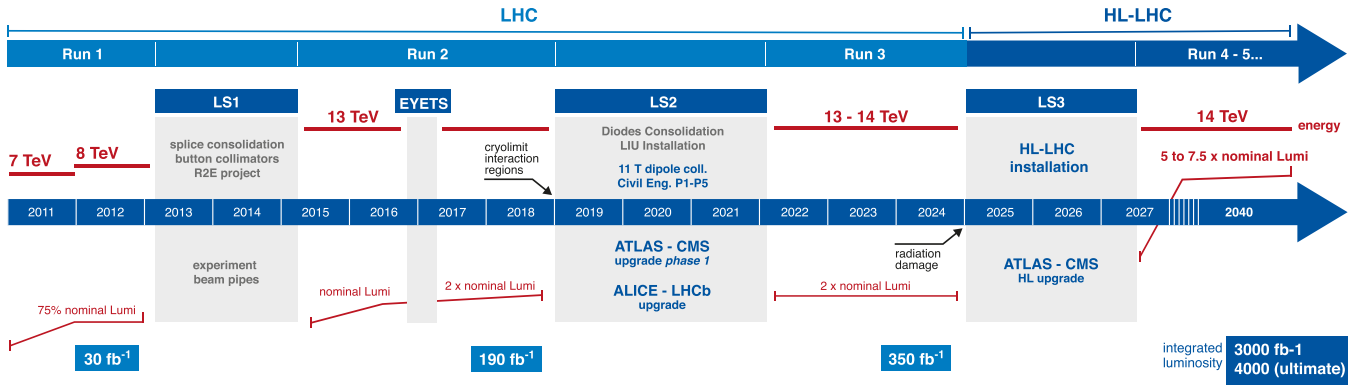 LHC
HL-LHC
Run 1
Run 2
Run 3
Run 4 - 5...
LS1
EYETS
LS2
LS3
13 TeV
13 - 14 TeV
14 TeV
energy
7 TeV
8 TeV
splice consolidation
button collimators
R2E project
cryolimit
interaction
regions
Diodes Consolidation
LIU Installation
11 T dipole coll.
Civil Eng. P1-P5
HL-LHC
installation
5 to 7.5 x nominal Lumi
2011
2012
2013
2014
2015
2016
2017
2018
2019
2020
2021
2022
2023
2024
2025
2026
2027
2040
experiment
beam pipes
ATLAS - CMS
upgrade phase 1
ALICE - LHCb
upgrade
radiation
damage
ATLAS - CMS
HL upgrade
75% nominal Lumi
nominal Lumi
2 x nominal Lumi
2 x nominal Lumi
30 fb-1
190 fb-1
350 fb-1
integrated
luminosity
3000 fb-1
4000 (ultimate)